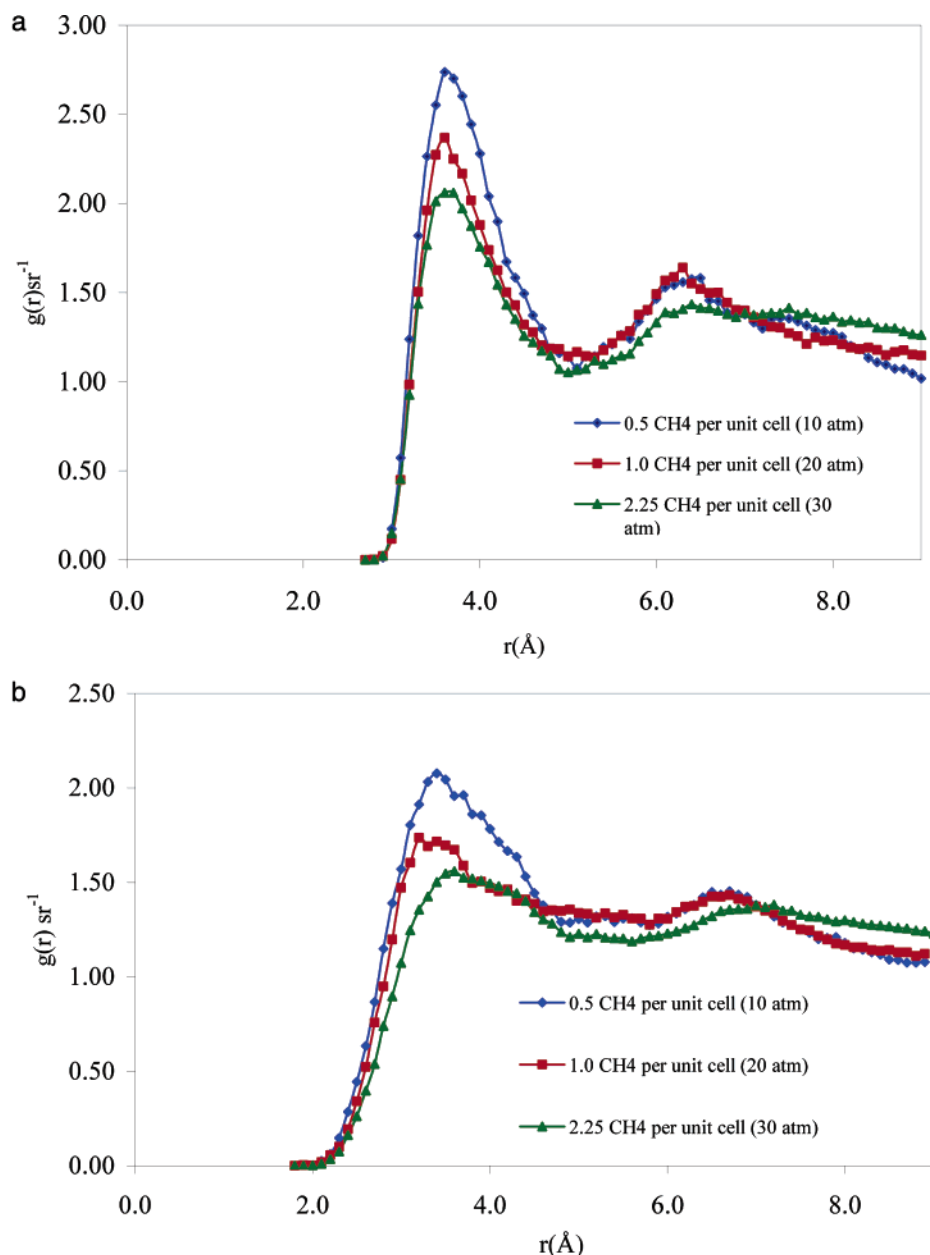 a
3.00
2.50
2.00
1.50
1.00
0.50
0.00
g(r)sr⁻¹
0.0
2.0
4.0
6.0
8.0
r(Å)
0.5 CH4 per unit cell (10 atm)
1.0 CH4 per unit cell (20 atm)
2.25 CH4 per unit cell (30
atm)
b
2.50
2.00
1.50
1.00
0.50
0.00
g(r) sr⁻¹
0.0
2.0
4.0
6.0
8.0
r(Å)
0.5 CH4 per unit cell (10 atm)
1.0 CH4 per unit cell (20 atm)
2.25 CH4 per unit cell (30 atm)